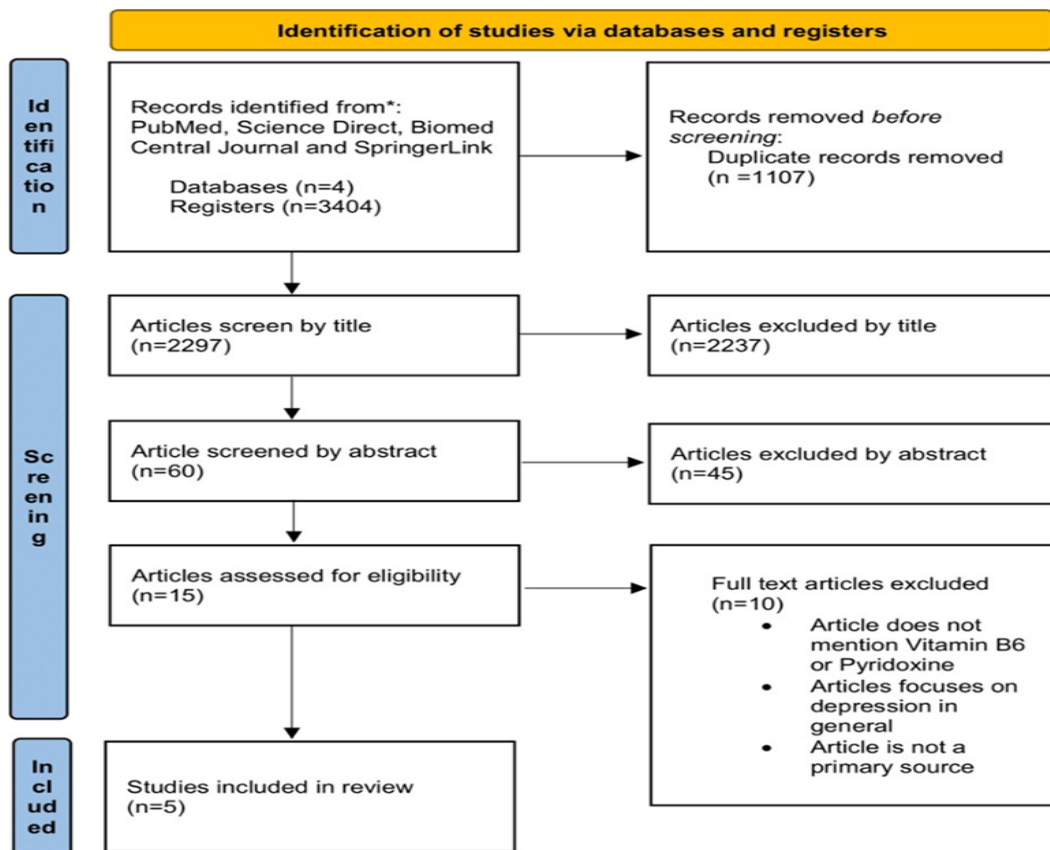 Identification of studies via databases and registers
Id
en
tifi
ca
tio
n
Records identified from*:
PubMed, Science Direct, Biomed
Central Journal and SpringerLink
Databases (n=4)
Registers (n=3404)
Records removed before
screening:
Duplicate records removed
(n =1107)
Sc
re
en
in
g
Articles screen by title
(n=2297)
Articles excluded by title
(n=2237)
Article screened by abstract
(n=60)
Articles excluded by abstract
(n=45)
Articles assessed for eligibility
(n=15)
Full text articles excluded
(n=10)
• Article does not
mention Vitamin B6
or Pyridoxine
• Articles focuses on
depression in
general
• Article is not a
primary source
In
cl
ud
ed
Studies included in review
(n=5)